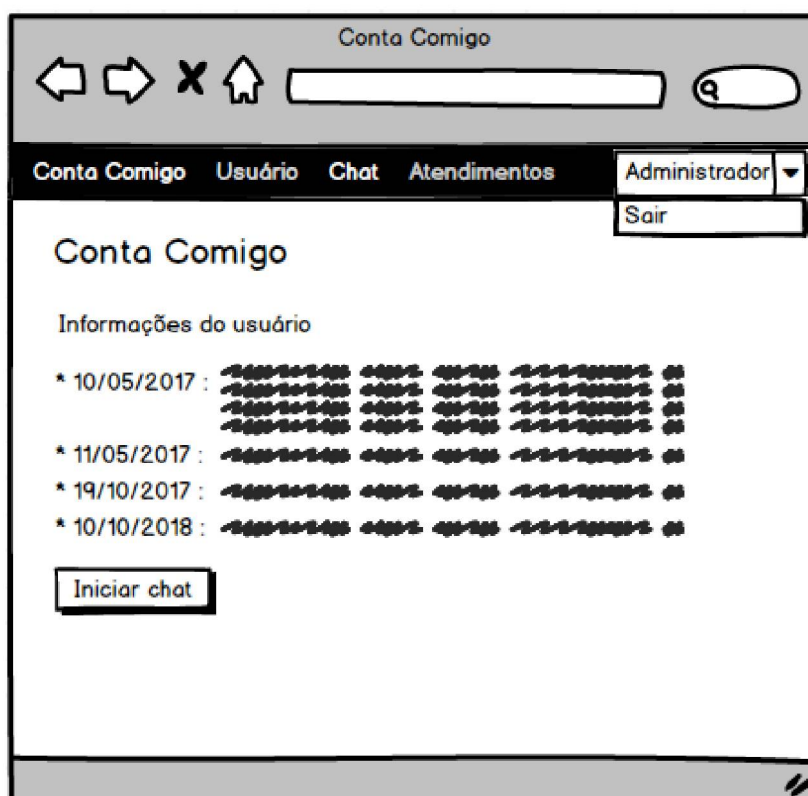 Conta Comigo
Conta Comigo Usuário Chat Atendimentos Administrador
Sair
Conta Comigo
Informações do usuário
* 10/05/2017 :
* 11/05/2017 :
* 19/10/2017 :
* 10/10/2018 :
Iniciar chat